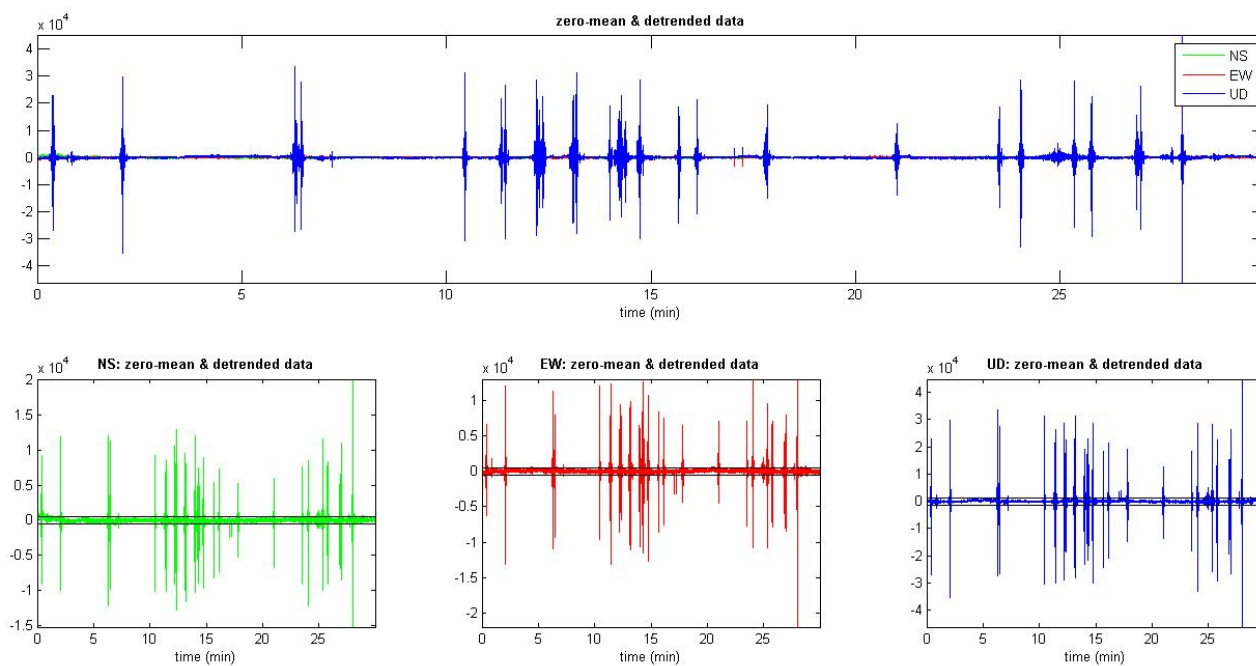 zero-mean & detrended data
x 10^4
4
3
2
1
0
-1
-2
-3
-4
0 5 10 15 20 25
time (min)
NS
EW
UD
NS: zero-mean & detrended data
x 10^4
2
1.5
1
0.5
0
-0.5
-1
-1.5
0 5 10 15 20 25
time (min)
EW: zero-mean & detrended data
x 10^4
1
0.5
0
-0.5
-1
-1.5
-2
0 5 10 15 20 25
time (min)
UD: zero-mean & detrended data
x 10^4
4
3
2
1
0
-1
-2
-3
-4
0 5 10 15 20 25
time (min)